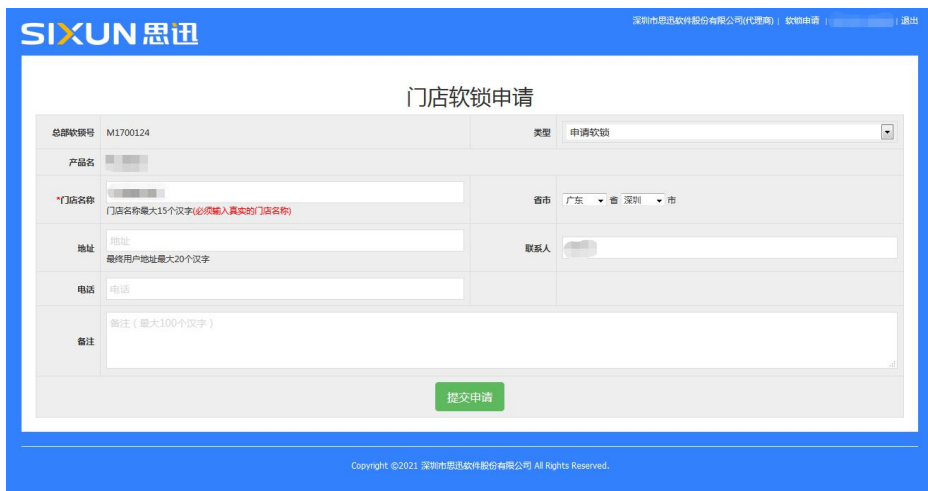 SIXUN思迅
深圳市思迅软件股份有限公司(代理商) | 软锁申请 | | 退出
门店软锁申请
总部软锁号 M1700124 类型 申请软锁
产品名
*门店名称 省市 广东 省 深圳 市
门店名称最大15个汉字(必须输入真实的门店名称)
地址 地址 联系人
最终用户地址最大20个汉字
电话 电话
备注 备注（最大100个汉字）
提交申请
Copyright ©2021 深圳市思迅软件股份有限公司 All Rights Reserved.